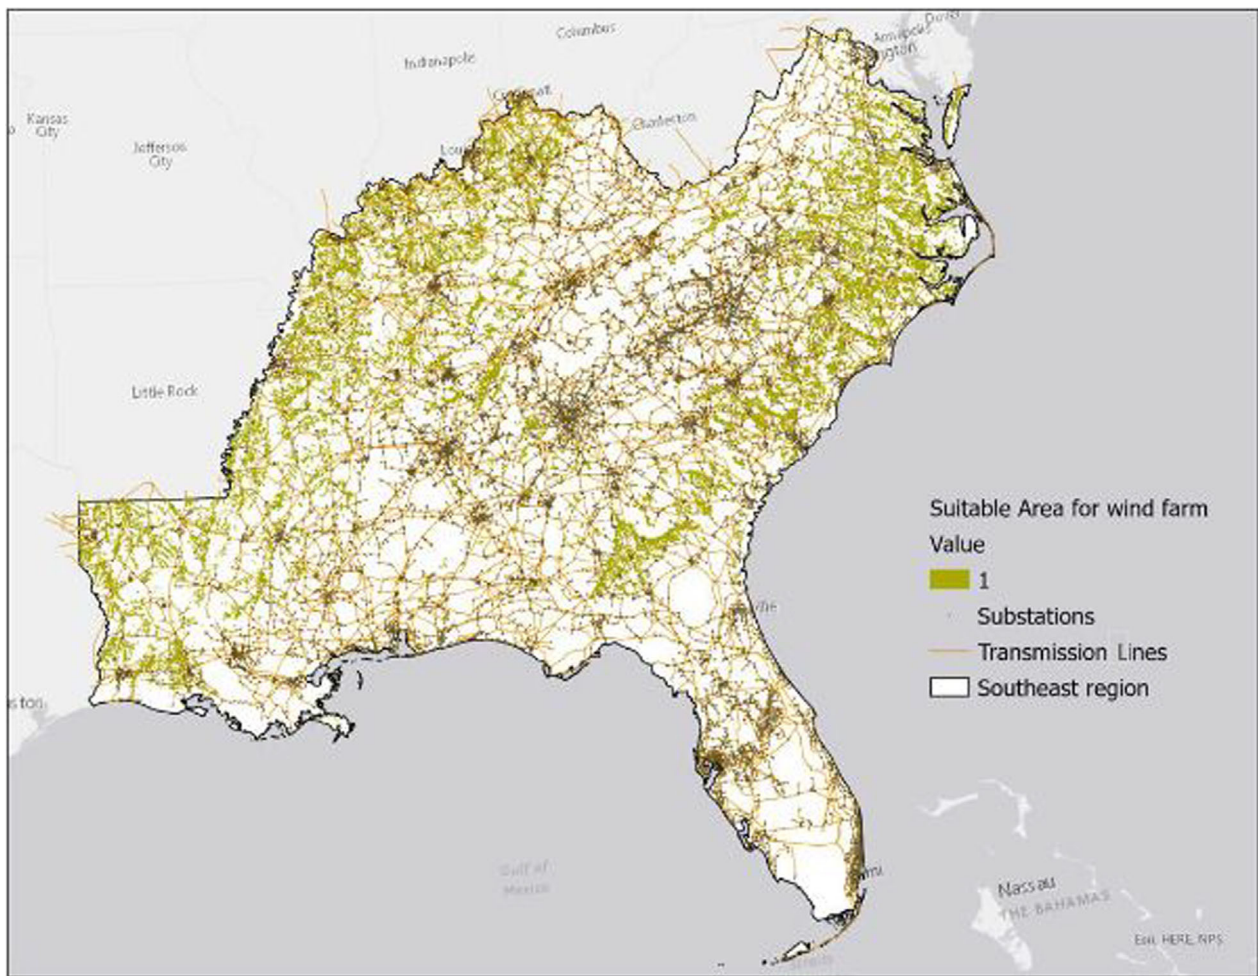 Columbus
Indianapolis
Annapolis
Kansas
City
Jefferson
City
Charleston
Little Rock
Suitable Area for wind farm
Value
1
Substations
Transmission Lines
Southeast region
Gulf of
Mexico
Nassau
THE BAHAMAS
Esri, HERE, NPS